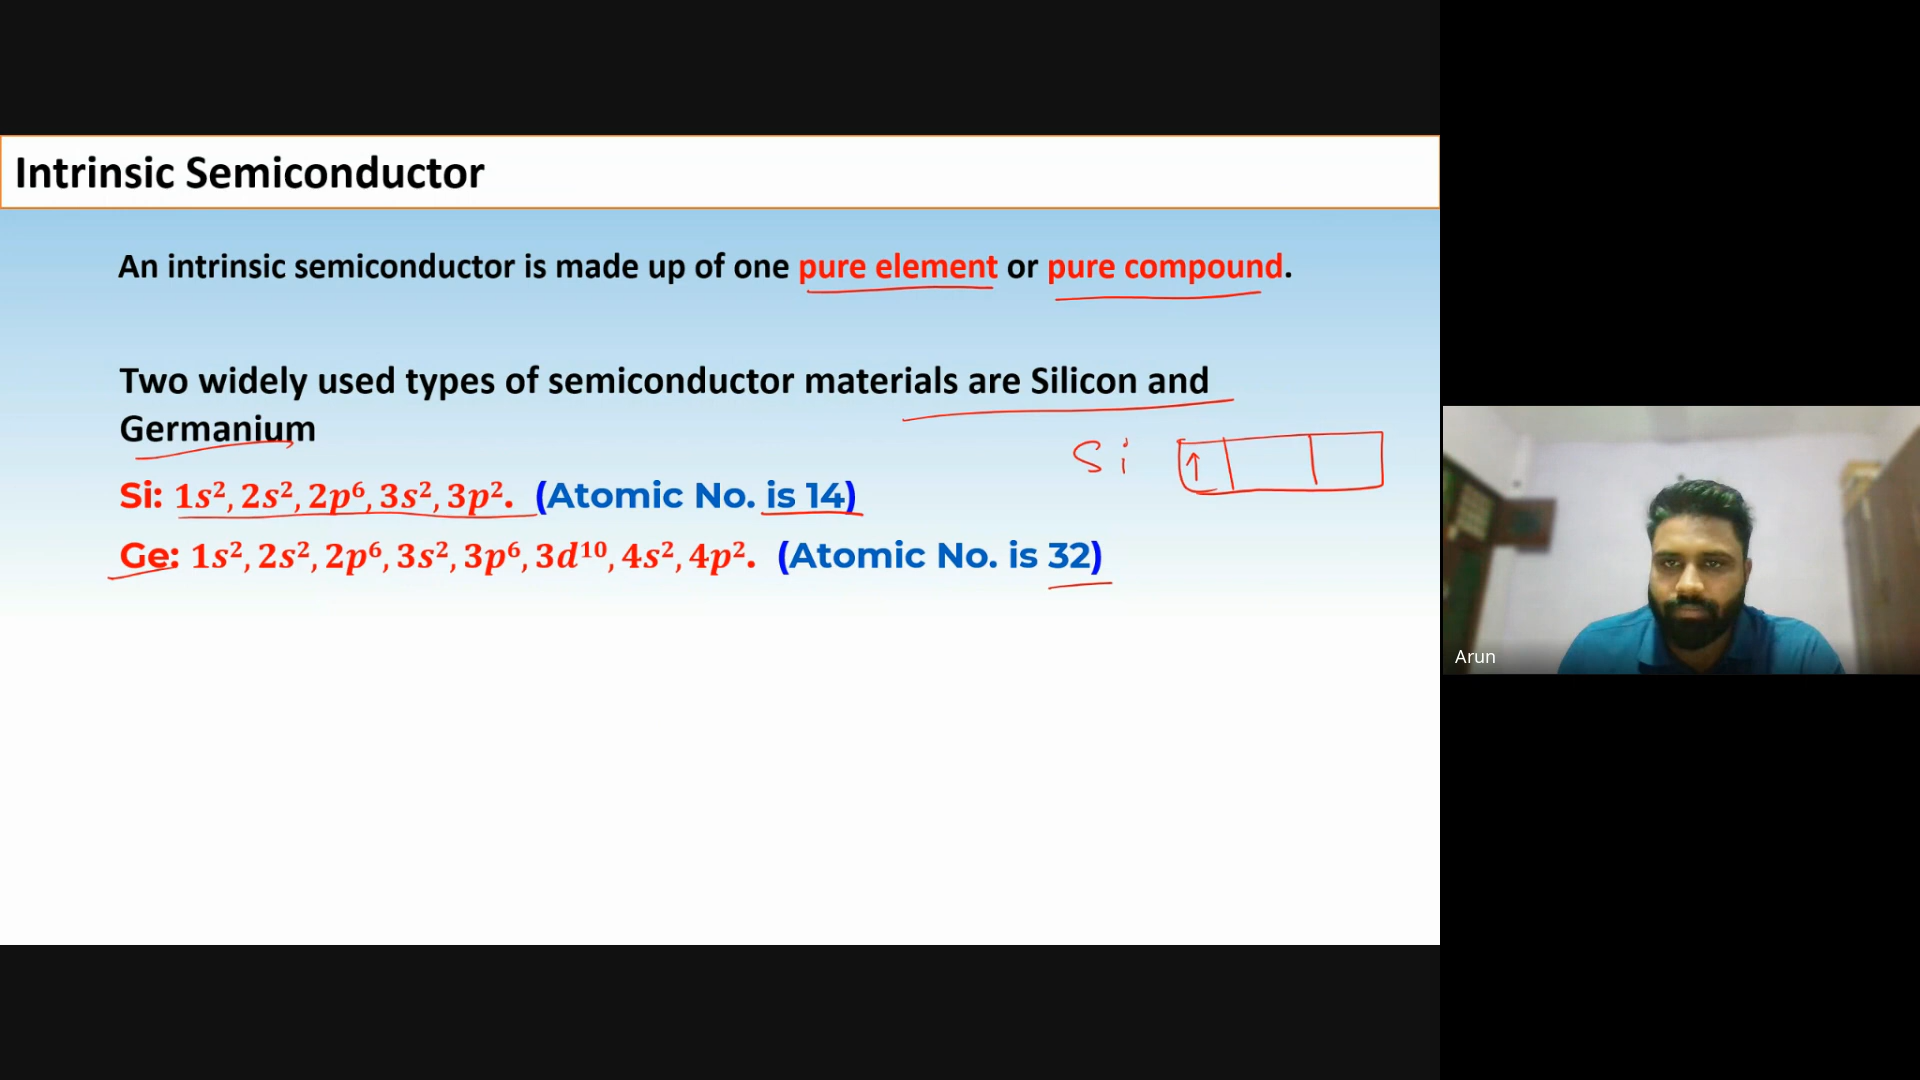 Intrinsic Semiconductor
An intrinsic semiconductor is made up of one pure element or pure compound.
Two widely used types of semiconductor materials are Silicon and
Germanium
Si ↑
Si: 1s², 2s², 2p⁶, 3s², 3p². (Atomic No. is 14)
Ge: 1s², 2s², 2p⁶, 3s², 3p⁶, 3d¹⁰, 4s², 4p². (Atomic No. is 32)
Arun